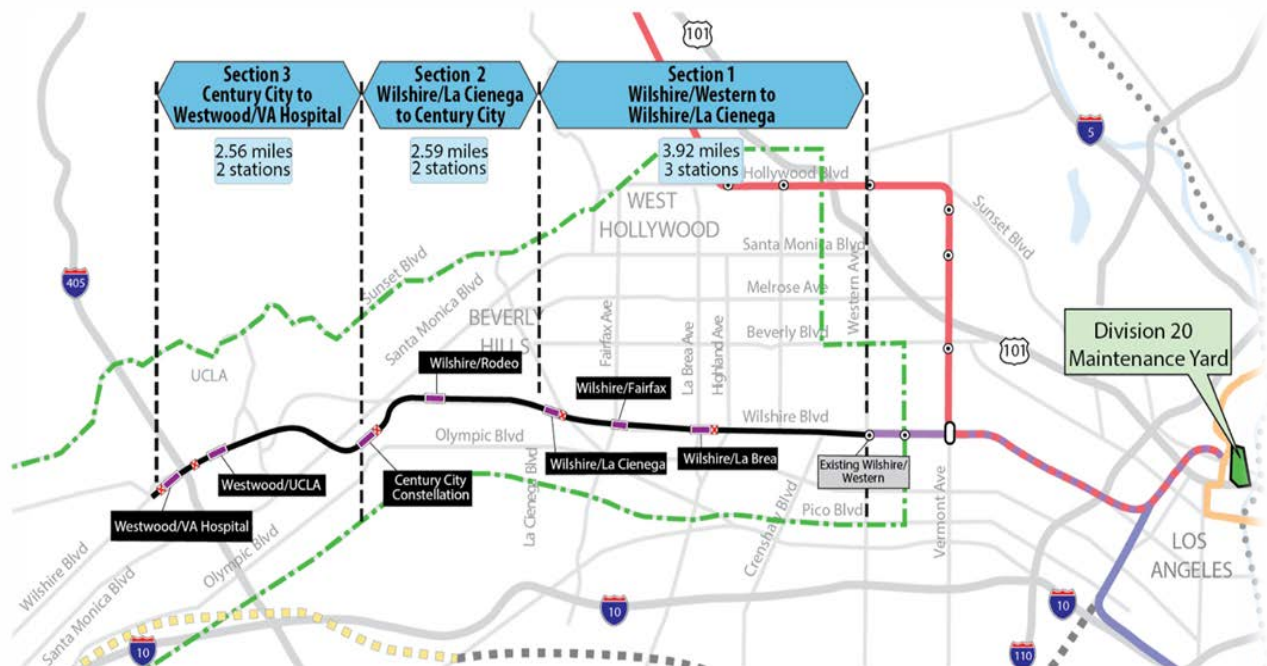 101
Section 3
Century City to
Westwood/VA Hospital
Section 2
Wilshire/La Cienega
to Century City
Section 1
Wilshire/Western to
Wilshire/La Cienega
5
2.56 miles
2 stations
2.59 miles
2 stations
3.92 miles
3 stations
Hollywood Blvd
WEST
HOLLYWOOD
Sunset Blvd
Santa Monica Blvd
Western Ave
Sunset Blvd
405
Melrose Ave
Santa Monica Blvd
BEVERLY
HILLS
Fairfax Ave
La Brea Ave
Highland Ave
Beverly Blvd
101
Division 20
Maintenance Yard
UCLA
Wilshire/Rodeo
Wilshire/Fairfax
Wilshire Blvd
Olympic Blvd
Wilshire/La Cienega
Wilshire/La Brea
Existing Wilshire/
Western
Westwood/UCLA
Century City
Constellation
La Cienega Blvd
Crenshaw Blvd
Pico Blvd
Vermont Ave
Westwood/VA Hospital
LOS
ANGELES
Wilshire Blvd
Santa Monica Blvd
Olympic Blvd
10
10
10
110